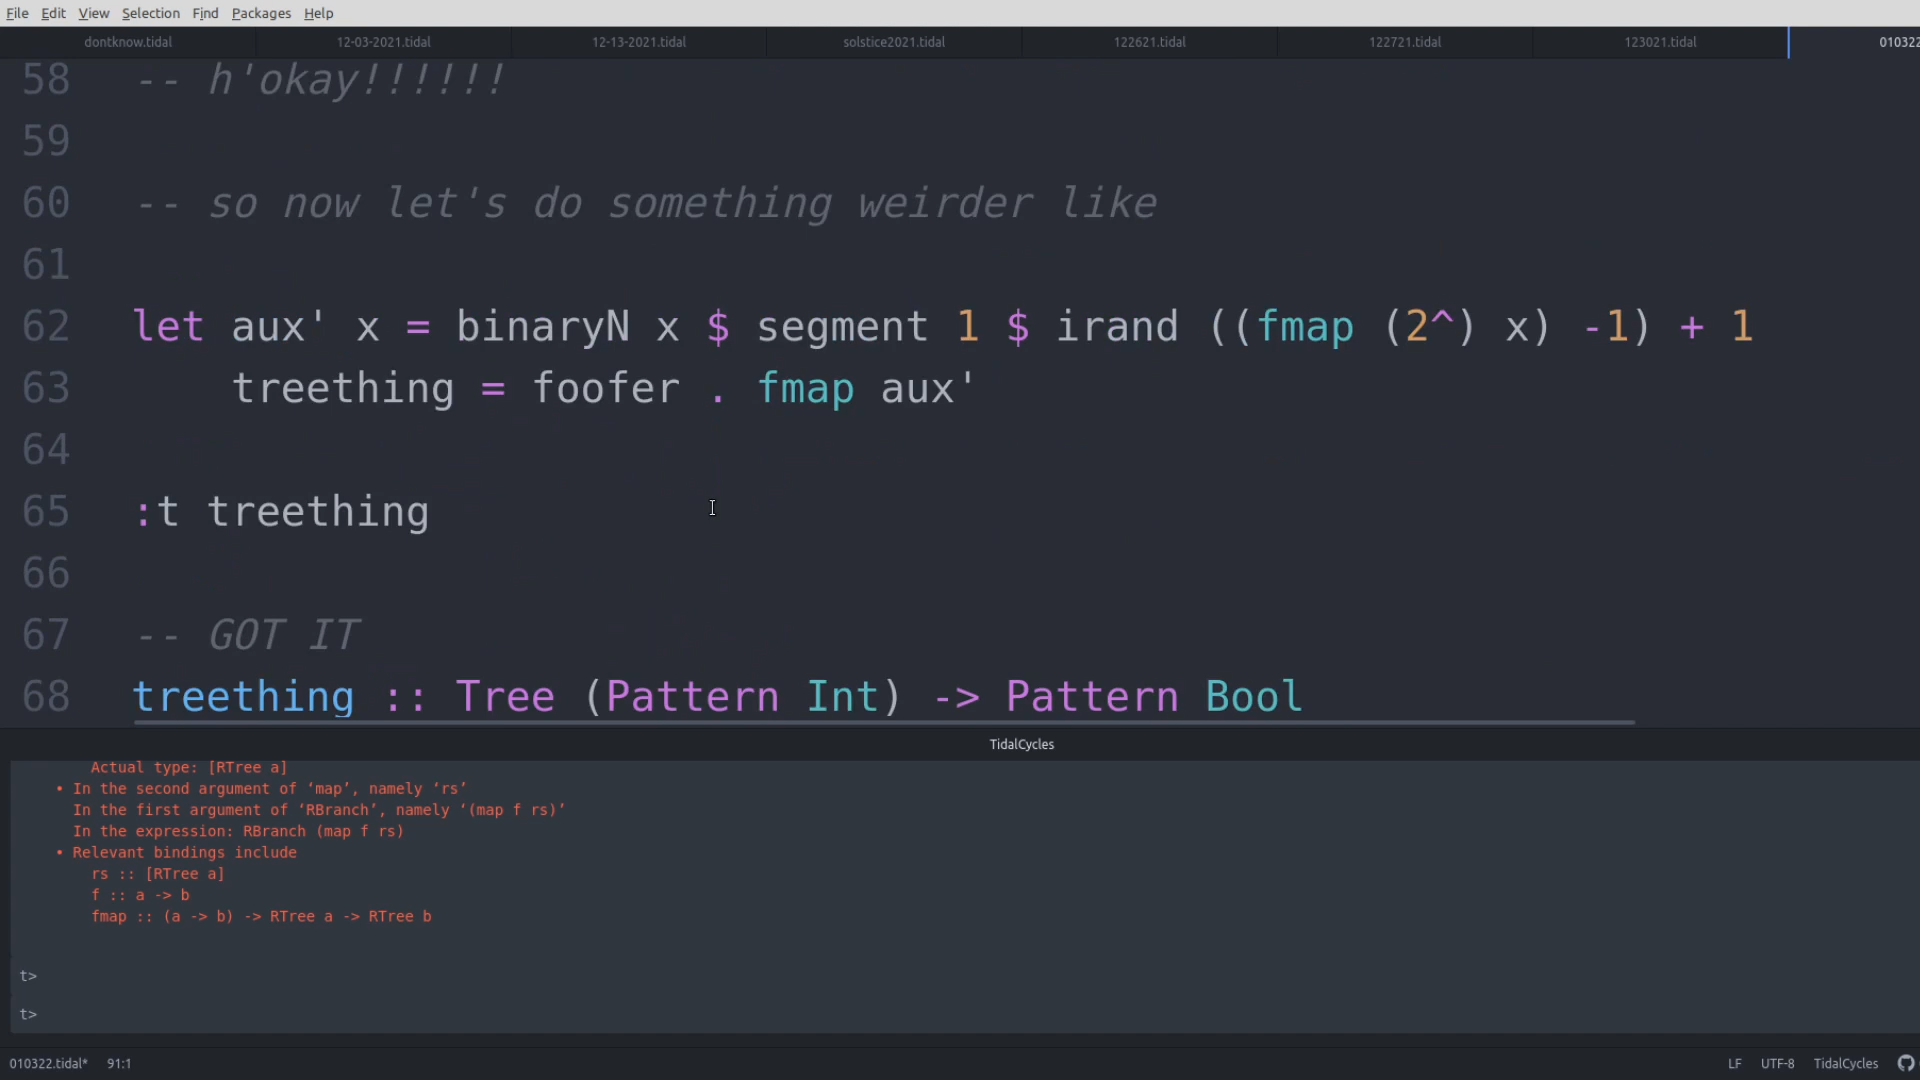 File Edit View Selection Find Packages Help
dontknow.tidal 12-03-2021.tidal 12-13-2021.tidal solstice2021.tidal 122621.tidal 122721.tidal 123021.tidal 010322
58 -- h'okay!!!!!!
59
60 -- so now let's do something weirder like
61
62 let aux' x = binaryN x $ segment 1 $ irand ((fmap (2^) x) -1) + 1
63 treething = foofer . fmap aux'
64
65 :t treething
66
67 -- GOT IT
68 treething :: Tree (Pattern Int) -> Pattern Bool
TidalCycles
Actual type: [RTree a]
• In the second argument of ‘map’, namely ‘rs’
In the first argument of ‘RBranch’, namely ‘(map f rs)’
In the expression: RBranch (map f rs)
• Relevant bindings include
rs :: [RTree a]
f :: a -> b
fmap :: (a -> b) -> RTree a -> RTree b
t>
t>
010322.tidal* 91:1 LF UTF-8 TidalCycles